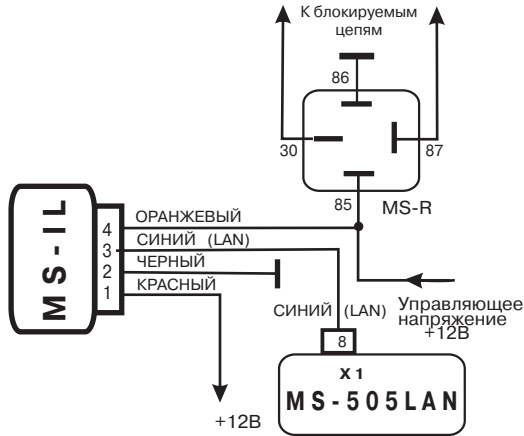 К блокируемым
цепям
86
30
87
85
MS-R
MS-IL
4
ОРАНЖЕВЫЙ
3
СИНИЙ (LAN)
2
ЧЕРНЫЙ
1
КРАСНЫЙ
СИНИЙ (LAN)
Управляющее
напряжение
+12В
8
X 1
MS-505LAN
+12В